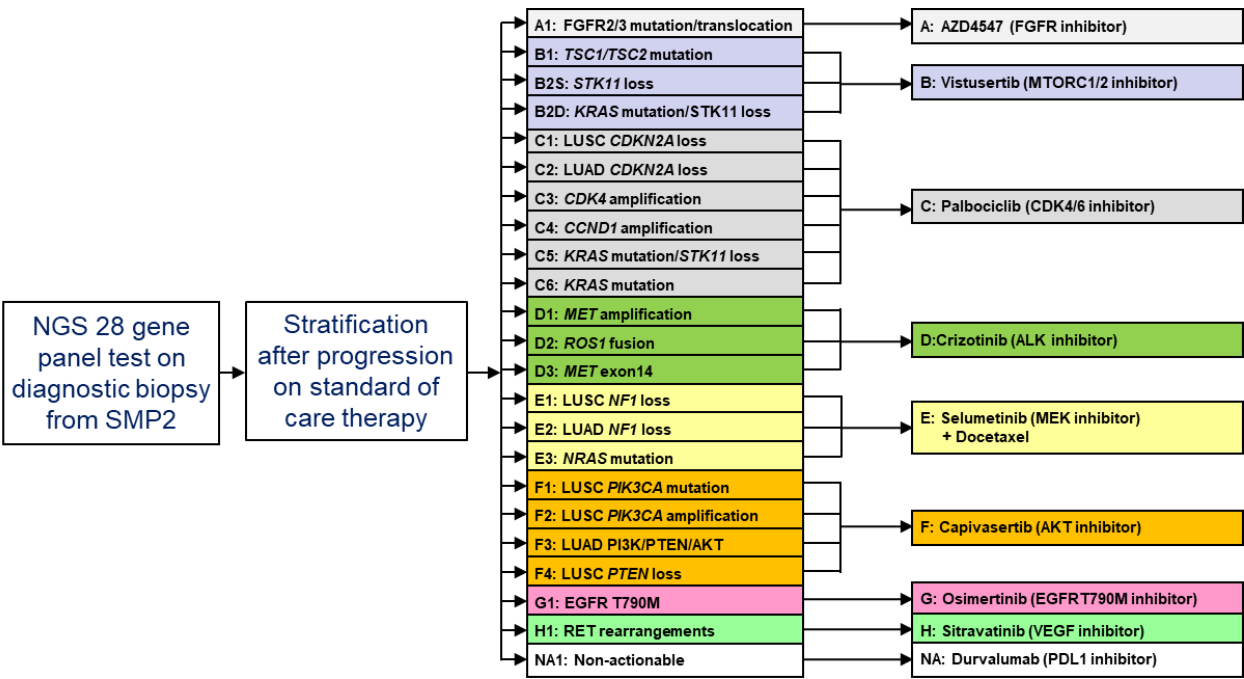 NGS 28 gene
panel test on
diagnostic biopsy
from SMP2
Stratification
after progression
on standard of
care therapy
A1: FGFR2/3 mutation/translocation
B1: TSC1/TSC2 mutation
B2S: STK11 loss
B2D: KRAS mutation/STK11 loss
C1: LUSC CDKN2A loss
C2: LUAD CDKN2A loss
C3: CDK4 amplification
C4: CCND1 amplification
C5: KRAS mutation/STK11 loss
C6: KRAS mutation
D1: MET amplification
D2: ROS1 fusion
D3: MET exon14
E1: LUSC NF1 loss
E2: LUAD NF1 loss
E3: NRAS mutation
F1: LUSC PIK3CA mutation
F2: LUSC PIK3CA amplification
F3: LUAD PI3K/PTEN/AKT
F4: LUSC PTEN loss
G1: EGFR T790M
H1: RET rearrangements
NA1: Non-actionable
A: AZD4547 (FGFR inhibitor)
B: Vistusertib (MTORC1/2 inhibitor)
C: Palbociclib (CDK4/6 inhibitor)
D:Crizotinib (ALK inhibitor)
E: Selumetinib (MEK inhibitor)
+ Docetaxel
F: Capivasertib (AKT inhibitor)
G: Osimertinib (EGFRT790M inhibitor)
H: Sitravatinib (VEGF inhibitor)
NA: Durvalumab (PDL1 inhibitor)